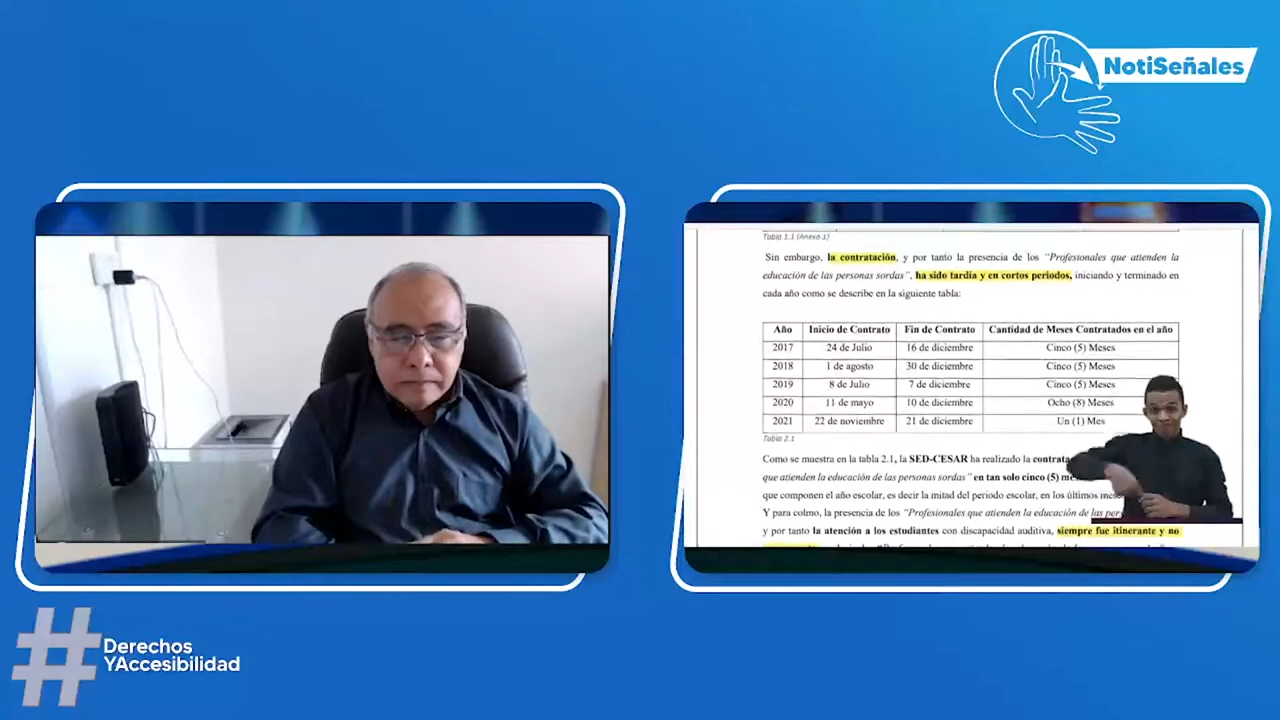 NotiSeñales
Tabla 1.1 (Anexo 1)
Sin embargo, la contratación, y por tanto la presencia de los "Profesionales que atienden la
educación de las personas sordas", ha sido tardía y en cortos periodos, iniciando y terminado en
cada año como se describe en la siguiente tabla:
Año Inicio de Contrato Fin de Contrato Cantidad de Meses Contratados en el año
2017 24 de Julio 16 de diciembre Cinco (5) Meses
2018 1 de agosto 30 de diciembre Cinco (5) Meses
2019 8 de Julio 7 de diciembre Cinco (5) Meses
2020 11 de mayo 10 de diciembre Ocho (8) Meses
2021 22 de noviembre 21 de diciembre Un (1) Mes
Tabla 2.1
Como se muestra en la tabla 2.1, la SED-CESAR ha realizado la
que atienden la educación de las personas sordas" en tan solo cinco (5)
que componen el año escolar, es decir la mitad del periodo escolar, en los últimos
Y para colmo, la presencia de los "Profesionales que atienden la educación de las
y por tanto la atención a los estudiantes con discapacidad auditiva, siempre fue itinerante y no
#Derechos
YAccesibilidad